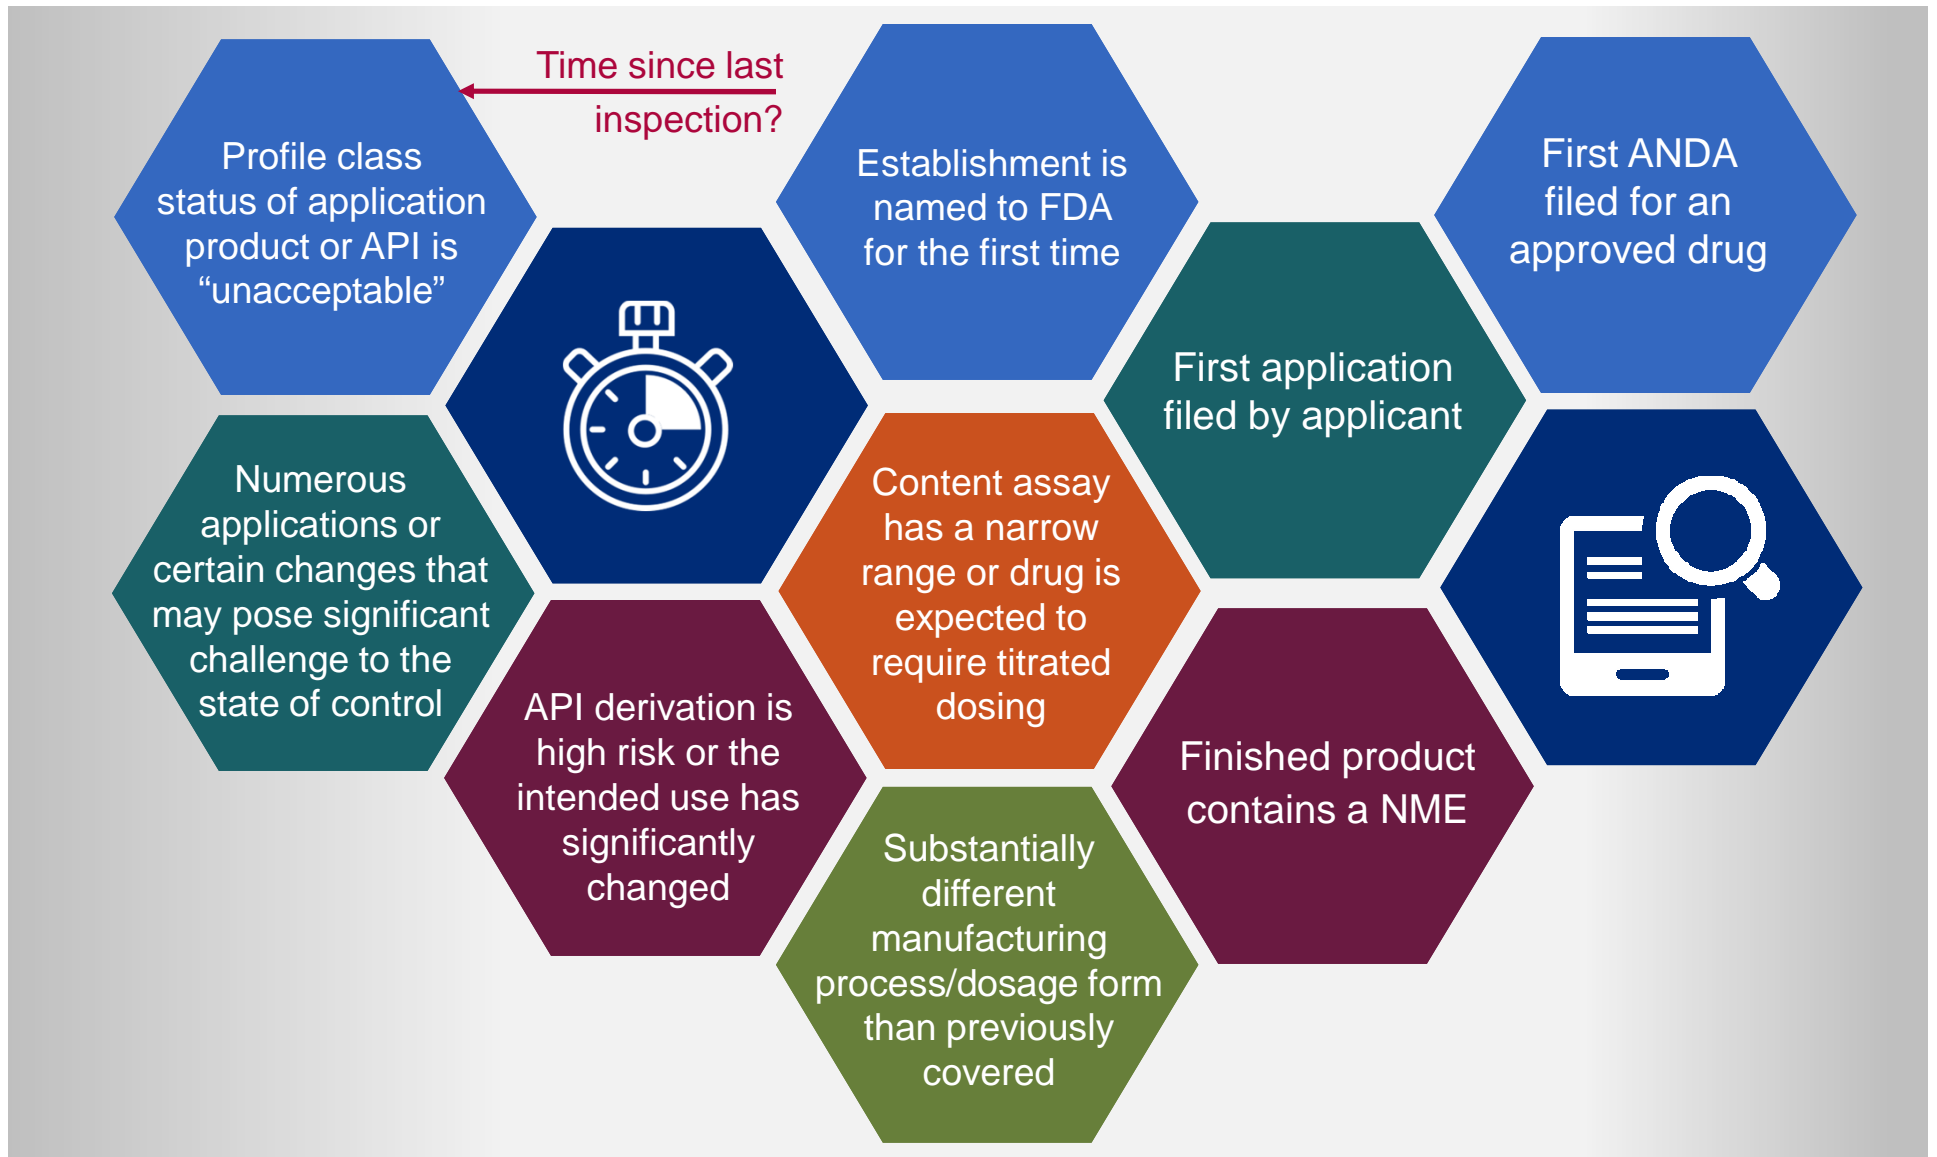 Time since last
inspection?
Profile class
status of application
product or API is
“unacceptable”
Establishment is
named to FDA
for the first time
First ANDA
filed for an
approved drug
First application
filed by applicant
Numerous
applications or
certain changes that
may pose significant
challenge to the
state of control
Content assay
has a narrow
range or drug is
expected to
require titrated
dosing
API derivation is
high risk or the
intended use has
significantly
changed
Finished product
contains a NME
Substantially
different
manufacturing
process/dosage form
than previously
covered